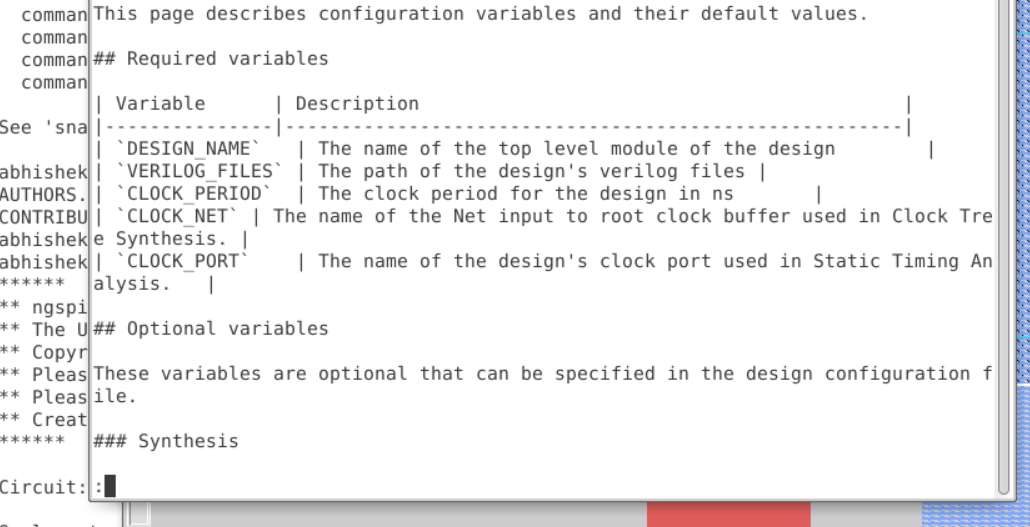 This page describes configuration variables and their default values.
## Required variables
| Variable      | Description                                           |
|---------------|-------------------------------------------------------|
| `DESIGN_NAME`   | The name of the top level module of the design        |
| `VERILOG_FILES` | The path of the design's verilog files |
| `CLOCK_PERIOD`  | The clock period for the design in ns       |
| `CLOCK_NET` | The name of the Net input to root clock buffer used in Clock Tre
e Synthesis. |
| `CLOCK_PORT`    | The name of the design's clock port used in Static Timing An
alysis.   |
## Optional variables
These variables are optional that can be specified in the design configuration f
ile.
### Synthesis
:
comman
comman
comman
comman
See 'sna
abhishek
AUTHORS.
CONTRIBU
abhishek
abhishek
******
** ngspi
** The U
** Copyr
** Pleas
** Pleas
** Creat
******
Circuit: